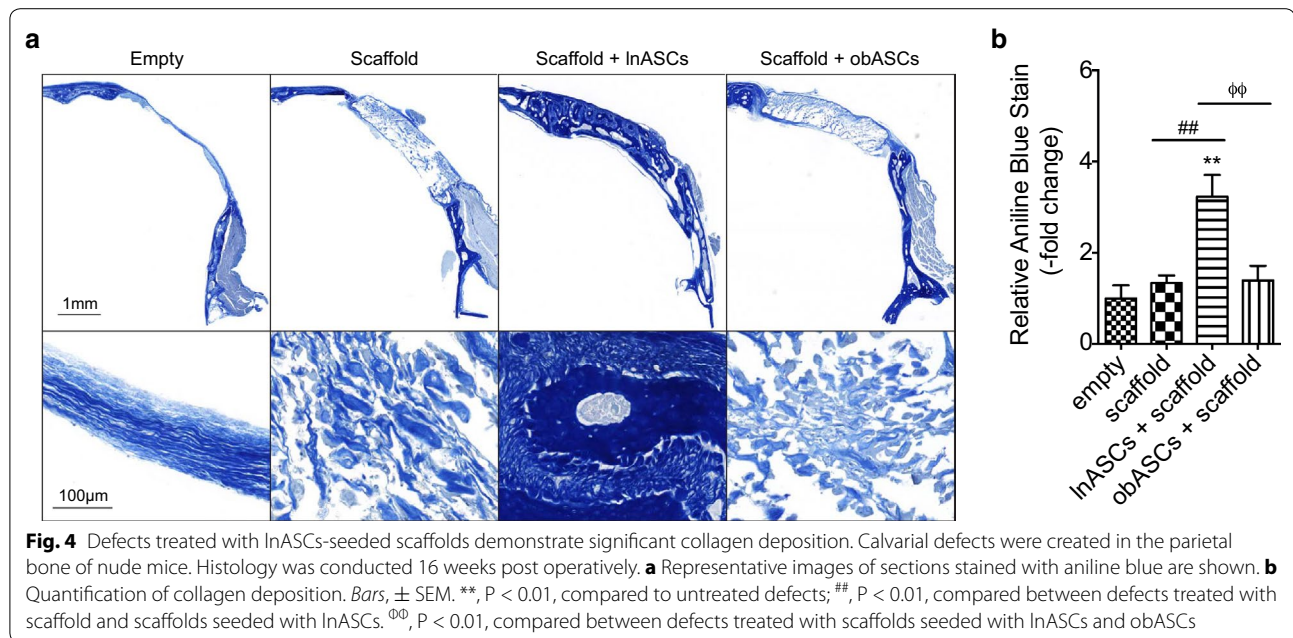 a
Empty
Scaffold
Scaffold + lnASCs
Scaffold + obASCs
1mm
100μm
b
Relative Aniline Blue Stain
(-fold change)
6
4
2
0
ϕϕ
##
**
empty
scaffold
lnASCs + scaffold
obASCs + scaffold
Fig. 4 Defects treated with lnASCs-seeded scaffolds demonstrate significant collagen deposition. Calvarial defects were created in the parietal
bone of nude mice. Histology was conducted 16 weeks post operatively. a Representative images of sections stained with aniline blue are shown. b
Quantification of collagen deposition. Bars, ± SEM. **, P < 0.01, compared to untreated defects; ##, P < 0.01, compared between defects treated with
scaffold and scaffolds seeded with lnASCs. ΦΦ, P < 0.01, compared between defects treated with scaffolds seeded with lnASCs and obASCs